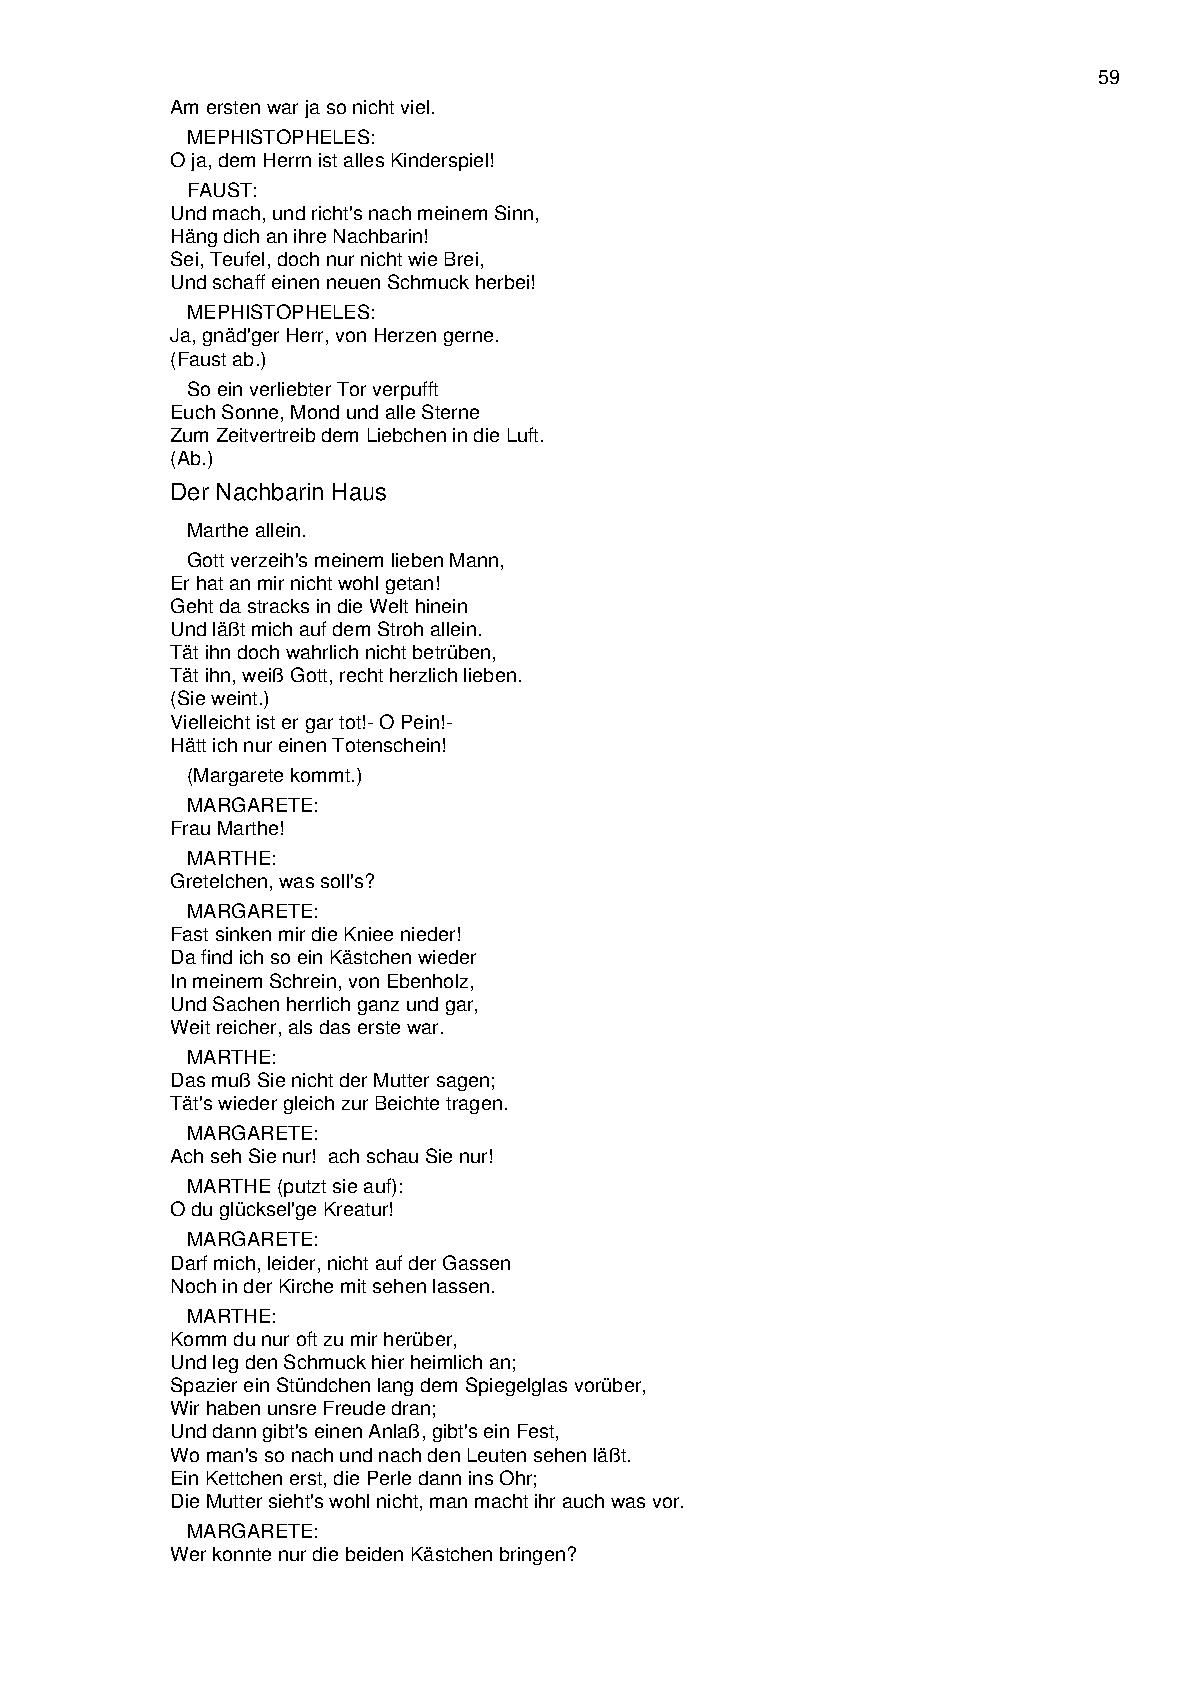 59
Am ersten war ja so nicht viel.
MEPHISTOPHELES:
O ja, dem Herrn ist alles Kinderspiel!
FAUST:
Und mach, und richt's nach meinem Sinn,
Häng dich an ihre Nachbarin!
Sei, Teufel, doch nur nicht wie Brei,
Und schaff einen neuen Schmuck herbei!
MEPHISTOPHELES:
Ja, gnäd'ger Herr, von Herzen gerne.
(Faust ab.)
So ein verliebter Tor verpufft
Euch Sonne, Mond und alle Sterne
Zum Zeitvertreib dem Liebchen in die Luft.
(Ab.)
Der Nachbarin Haus
Marthe allein.
Gott verzeih's meinem lieben Mann,
Er hat an mir nicht wohl getan!
Geht da stracks in die Welt hinein
Und läßt mich auf dem Stroh allein.
Tät ihn doch wahrlich nicht betrüben,
Tät ihn, weiß Gott, recht herzlich lieben.
(Sie weint.)
Vielleicht ist er gar tot!- O Pein!-
Hätt ich nur einen Totenschein!
(Margarete kommt.)
MARGARETE:
Frau Marthe!
MARTHE:
Gretelchen, was soll's?
MARGARETE:
Fast sinken mir die Kniee nieder!
Da find ich so ein Kästchen wieder
In meinem Schrein, von Ebenholz,
Und Sachen herrlich ganz und gar,
Weit reicher, als das erste war.
MARTHE:
Das muß Sie nicht der Mutter sagen;
Tät's wieder gleich zur Beichte tragen.
MARGARETE:
Ach seh Sie nur!  ach schau Sie nur!
MARTHE (putzt sie auf):
O du glücksel'ge Kreatur!
MARGARETE:
Darf mich, leider, nicht auf der Gassen
Noch in der Kirche mit sehen lassen.
MARTHE:
Komm du nur oft zu mir herüber,
Und leg den Schmuck hier heimlich an;
Spazier ein Stündchen lang dem Spiegelglas vorüber,
Wir haben unsre Freude dran;
Und dann gibt's einen Anlaß, gibt's ein Fest,
Wo man's so nach und nach den Leuten sehen läßt.
Ein Kettchen erst, die Perle dann ins Ohr;
Die Mutter sieht's wohl nicht, man macht ihr auch was vor.
MARGARETE:
Wer konnte nur die beiden Kästchen bringen?